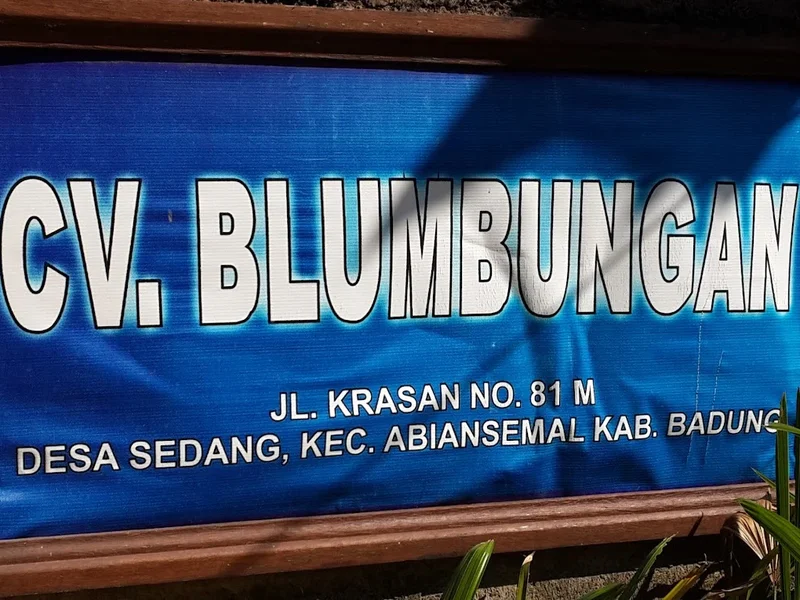 CV. BLUMBUNGAN
JL. KRASAN NO. 81 M
DESA SEDANG, KEC. ABIANSEMAL KAB. BADUNG